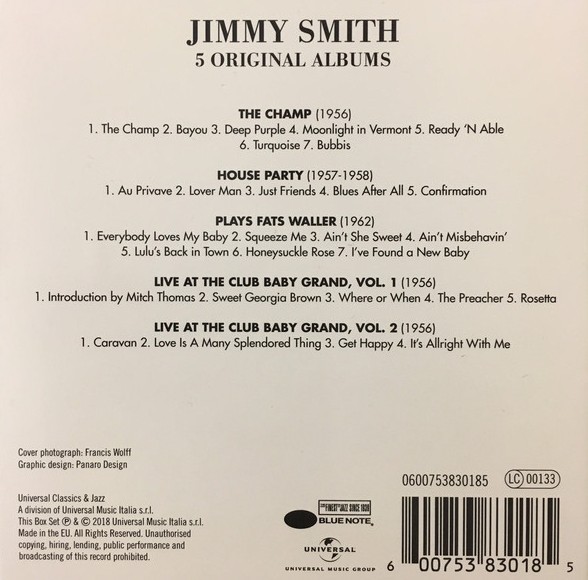 JIMMY SMITH
5 ORIGINAL ALBUMS
THE CHAMP (1956)
1. The Champ 2. Bayou 3. Deep Purple 4. Moonlight in Vermont 5. Ready ‘N Able
6. Turquoise 7. Bubbis
HOUSE PARTY (1957-1958)
1. Au Privave 2. Lover Man 3. Just Friends 4. Blues After All 5. Confirmation
PLAYS FATS WALLER (1962)
1. Everybody Loves My Baby 2. Squeeze Me 3. Ain’t She Sweet 4. Ain’t Misbehavin’
5. Lulu’s Back in Town 6. Honeysuckle Rose 7. I’ve Found a New Baby
LIVE AT THE CLUB BABY GRAND, VOL. 1 (1956)
1. Introduction by Mitch Thomas 2. Sweet Georgia Brown 3. Where or When 4. The Preacher 5. Rosetta
LIVE AT THE CLUB BABY GRAND, VOL. 2 (1956)
1. Caravan 2. Love Is A Many Splendored Thing 3. Get Happy 4. It’s Allright With Me
Cover photograph: Francis Wolff
Graphic design: Panaro Design
Universal Classics & Jazz
A division of Universal Music Italia s.r.l.
This Box Set ℗ & © 2018 Universal Music Italia s.r.l.
Made in the EU. All Rights Reserved. Unauthorised
copying, hiring, lending, public performance and
broadcasting of this record prohibited.
0600753830185 LC 00133
"THE FINEST IN JAZZ SINCE 1939"
BLUE NOTE
UNIVERSAL
UNIVERSAL MUSIC GROUP
6 00753 83018 5